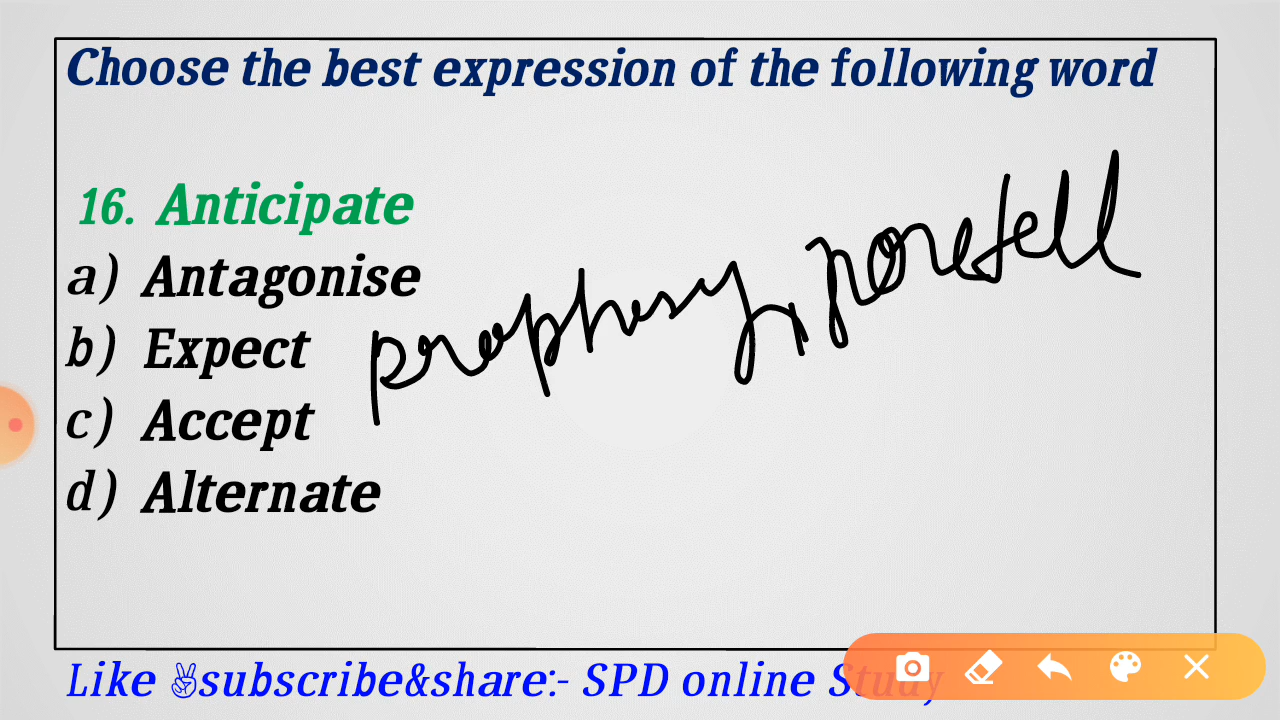 Choose the best expression of the following word
16. Anticipate
a) Antagonise
b) Expect
prophesy, foretell
c) Accept
d) Alternate
Like ✌subscribe&share:- SPD online Study